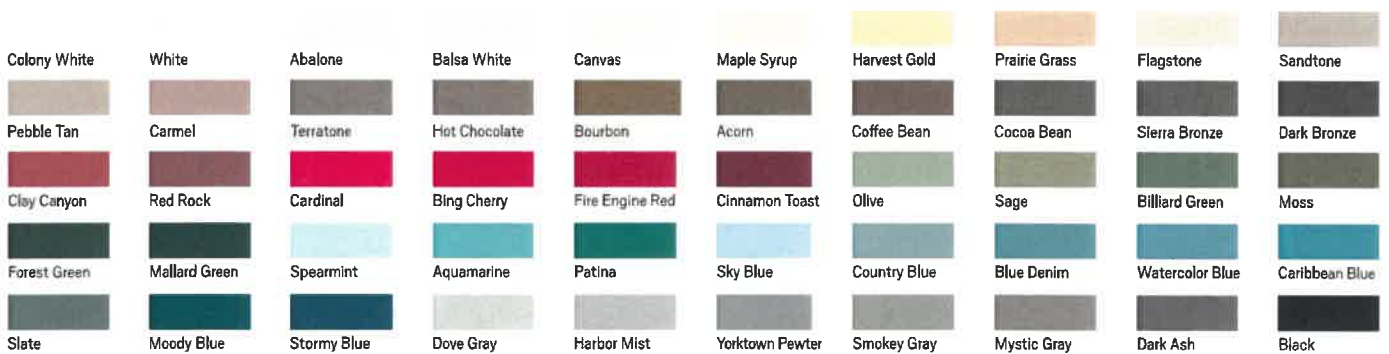 Colony White White Abalone Balsa White Canvas Maple Syrup Harvest Gold Prairie Grass Flagstone Sandtone
Pebble Tan Carmel Terratone Hot Chocolate Bourbon Acorn Coffee Bean Cocoa Bean Sierra Bronze Dark Bronze
Clay Canyon Red Rock Cardinal Bing Cherry Fire Engine Red Cinnamon Toast Olive Sage Billiard Green Moss
Forest Green Mallard Green Spearmint Aquamarine Patina Sky Blue Country Blue Blue Denim Watercolor Blue Caribbean Blue
Slate Moody Blue Stormy Blue Dove Gray Harbor Mist Yorktown Pewter Smokey Gray Mystic Gray Dark Ash Black